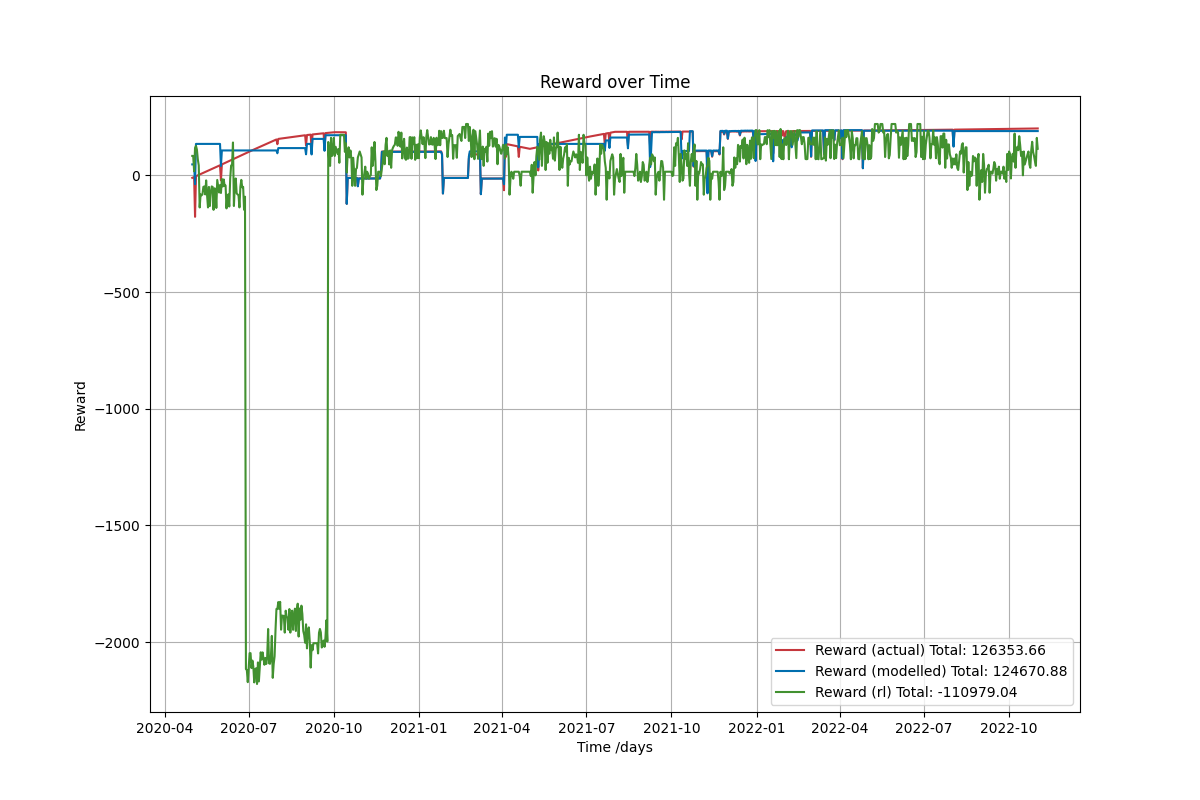 Reward over Time
Reward
0
−500
−1000
−1500
−2000
2020-04 2020-07 2020-10 2021-01 2021-04 2021-07 2021-10 2022-01 2022-04 2022-07 2022-10
Time /days
Reward (actual) Total: 126353.66
Reward (modelled) Total: 124670.88
Reward (rl) Total: -110979.04